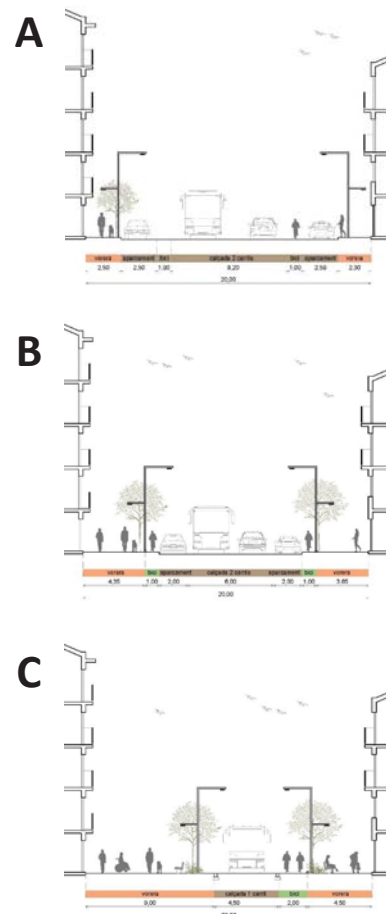 A
vorera aparcament bici calçada 2 carrils bici aparcament vorera
2,50 2,50 1,00 8,20 1,00 2,50 2,30
20,00
B
vorera bici aparcament calçada 2 carrils aparcament bici vorera
4,35 1,00 2,00 6,00 2,00 1,00 3,65
20,00
C
vorera calçada 1 carril bici vorera
9,00 4,50 2,00 4,50